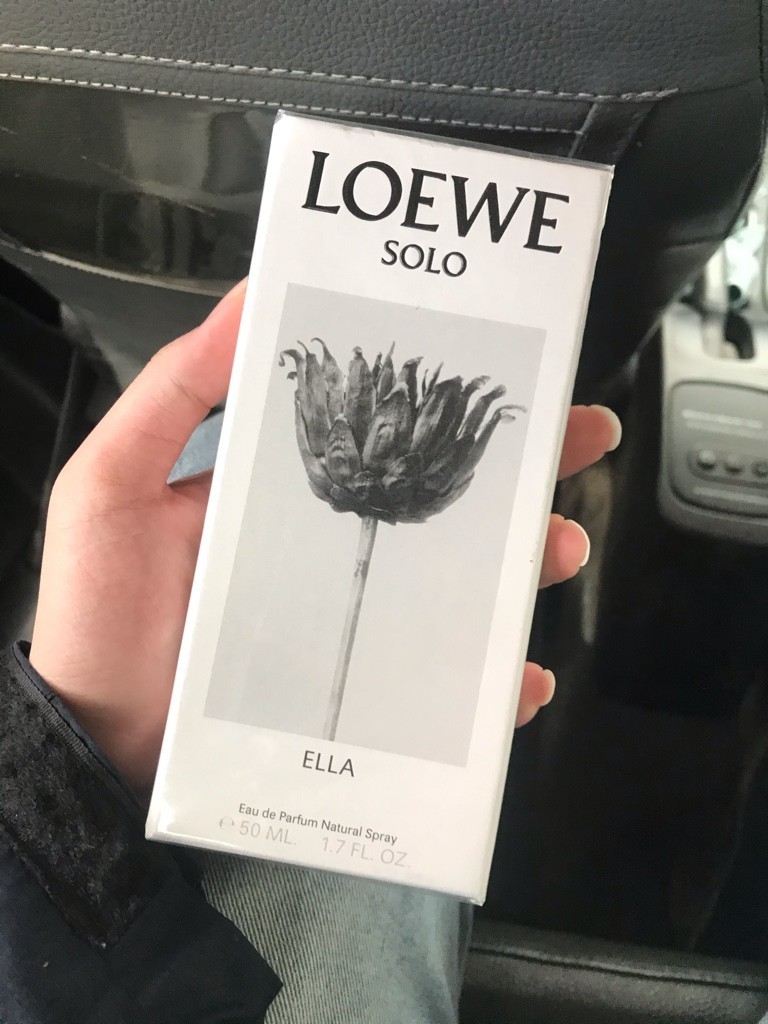 LOEWE
SOLO
ELLA
Eau de Parfum Natural Spray
℮ 50 ML. 1.7 FL. OZ.